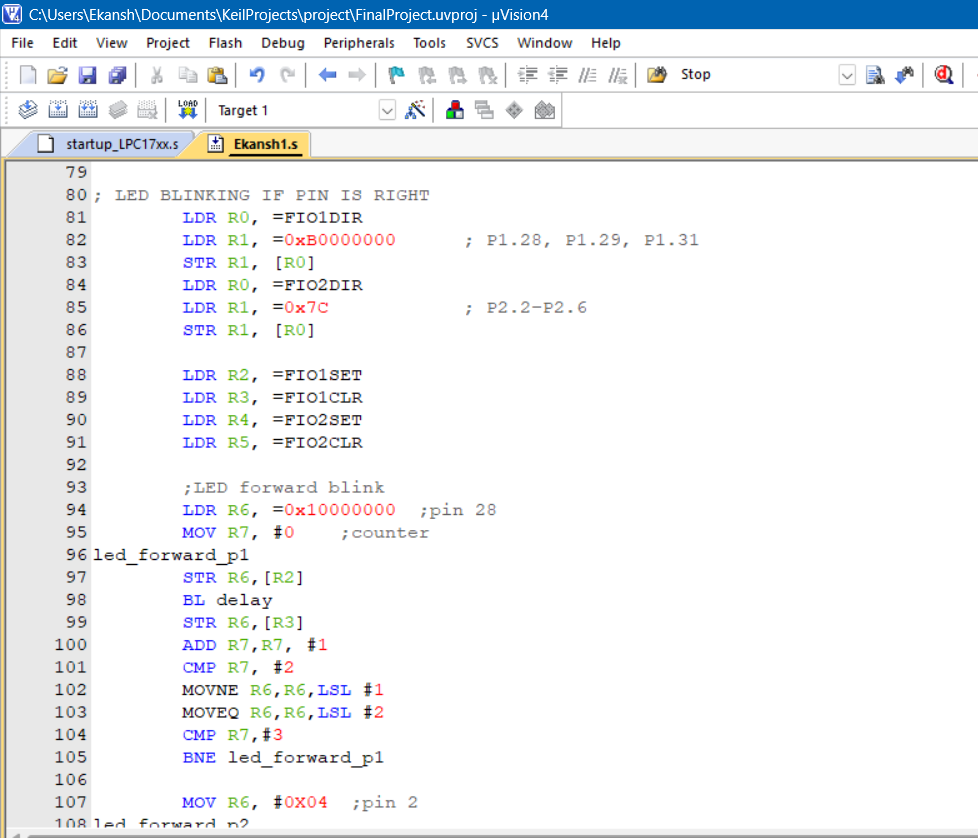 C:\Users\Ekansh\Documents\KeilProjects\project\FinalProject.uvproj - µVision4
File Edit View Project Flash Debug Peripherals Tools SVCS Window Help
Stop
LOAD Target 1
startup_LPC17xx.s Ekansh1.s
79
80 ; LED BLINKING IF PIN IS RIGHT
81 LDR R0, =FIO1DIR
82 LDR R1, =0xB0000000 ; P1.28, P1.29, P1.31
83 STR R1, [R0]
84 LDR R0, =FIO2DIR
85 LDR R1, =0x7C ; P2.2-P2.6
86 STR R1, [R0]
87
88 LDR R2, =FIO1SET
89 LDR R3, =FIO1CLR
90 LDR R4, =FIO2SET
91 LDR R5, =FIO2CLR
92
93 ;LED forward blink
94 LDR R6, =0x10000000 ;pin 28
95 MOV R7, #0 ;counter
96 led_forward_p1
97 STR R6,[R2]
98 BL delay
99 STR R6,[R3]
100 ADD R7,R7, #1
101 CMP R7, #2
102 MOVNE R6,R6,LSL #1
103 MOVEQ R6,R6,LSL #2
104 CMP R7,#3
105 BNE led_forward_p1
106
107 MOV R6, #0X04 ;pin 2
108 led_forward_p2